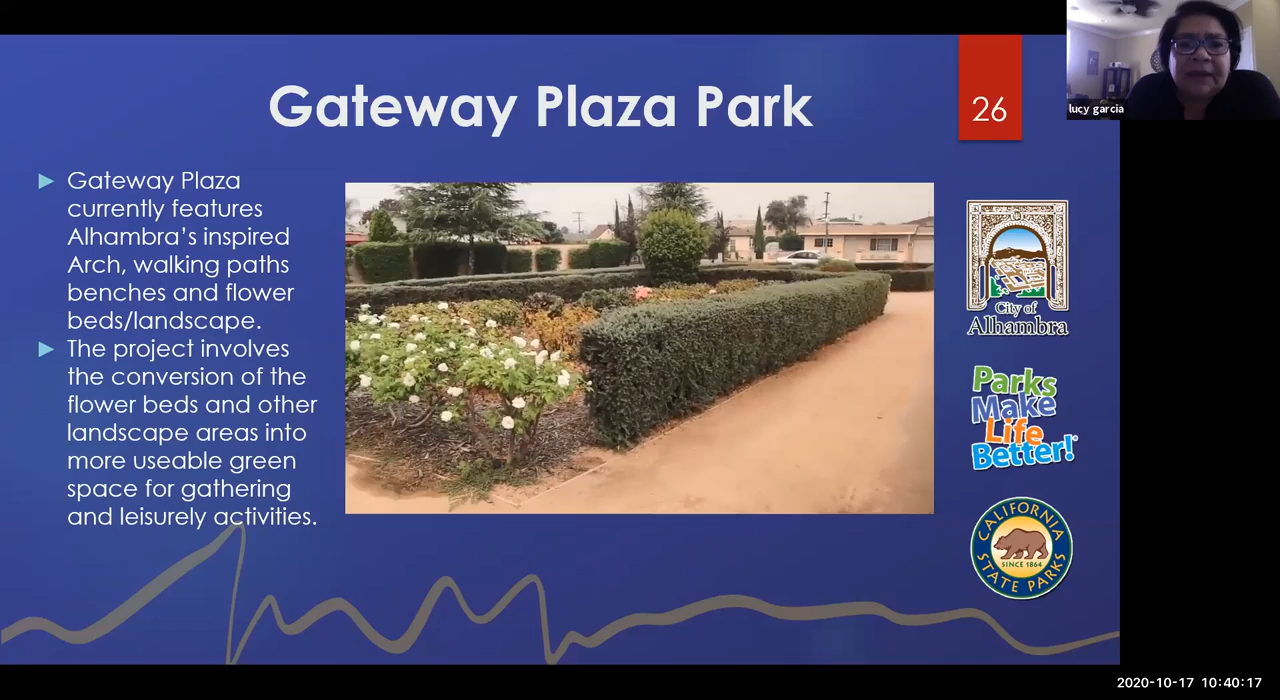 Gateway Plaza Park
26
lucy garcia
Gateway Plaza
currently features
Alhambra’s inspired
Arch, walking paths
benches and flower
beds/landscape.
The project involves
the conversion of the
flower beds and other
landscape areas into
more useable green
space for gathering
and leisurely activities.
City of
Alhambra
Parks
Make
Life
Better!®
CALIFORNIA
SINCE 1864
STATE PARKS
2020-10-17 10:40:17